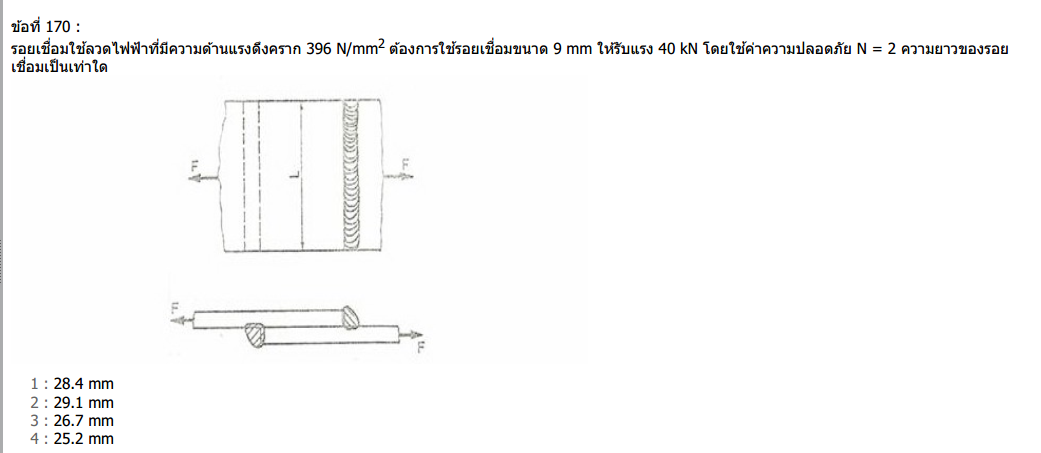 ข้อที่ 170 :
รอยเชื่อมใช้ลวดไฟฟ้าที่มีความต้านแรงดึงคราก 396 N/mm2 ต้องการใช้รอยเชื่อมขนาด 9 mm ให้รับแรง 40 kN โดยใช้ค่าความปลอดภัย N = 2 ความยาวของรอย
เชื่อมเป็นเท่าใด
F
L
F
F
F
1 : 28.4 mm
2 : 29.1 mm
3 : 26.7 mm
4 : 25.2 mm